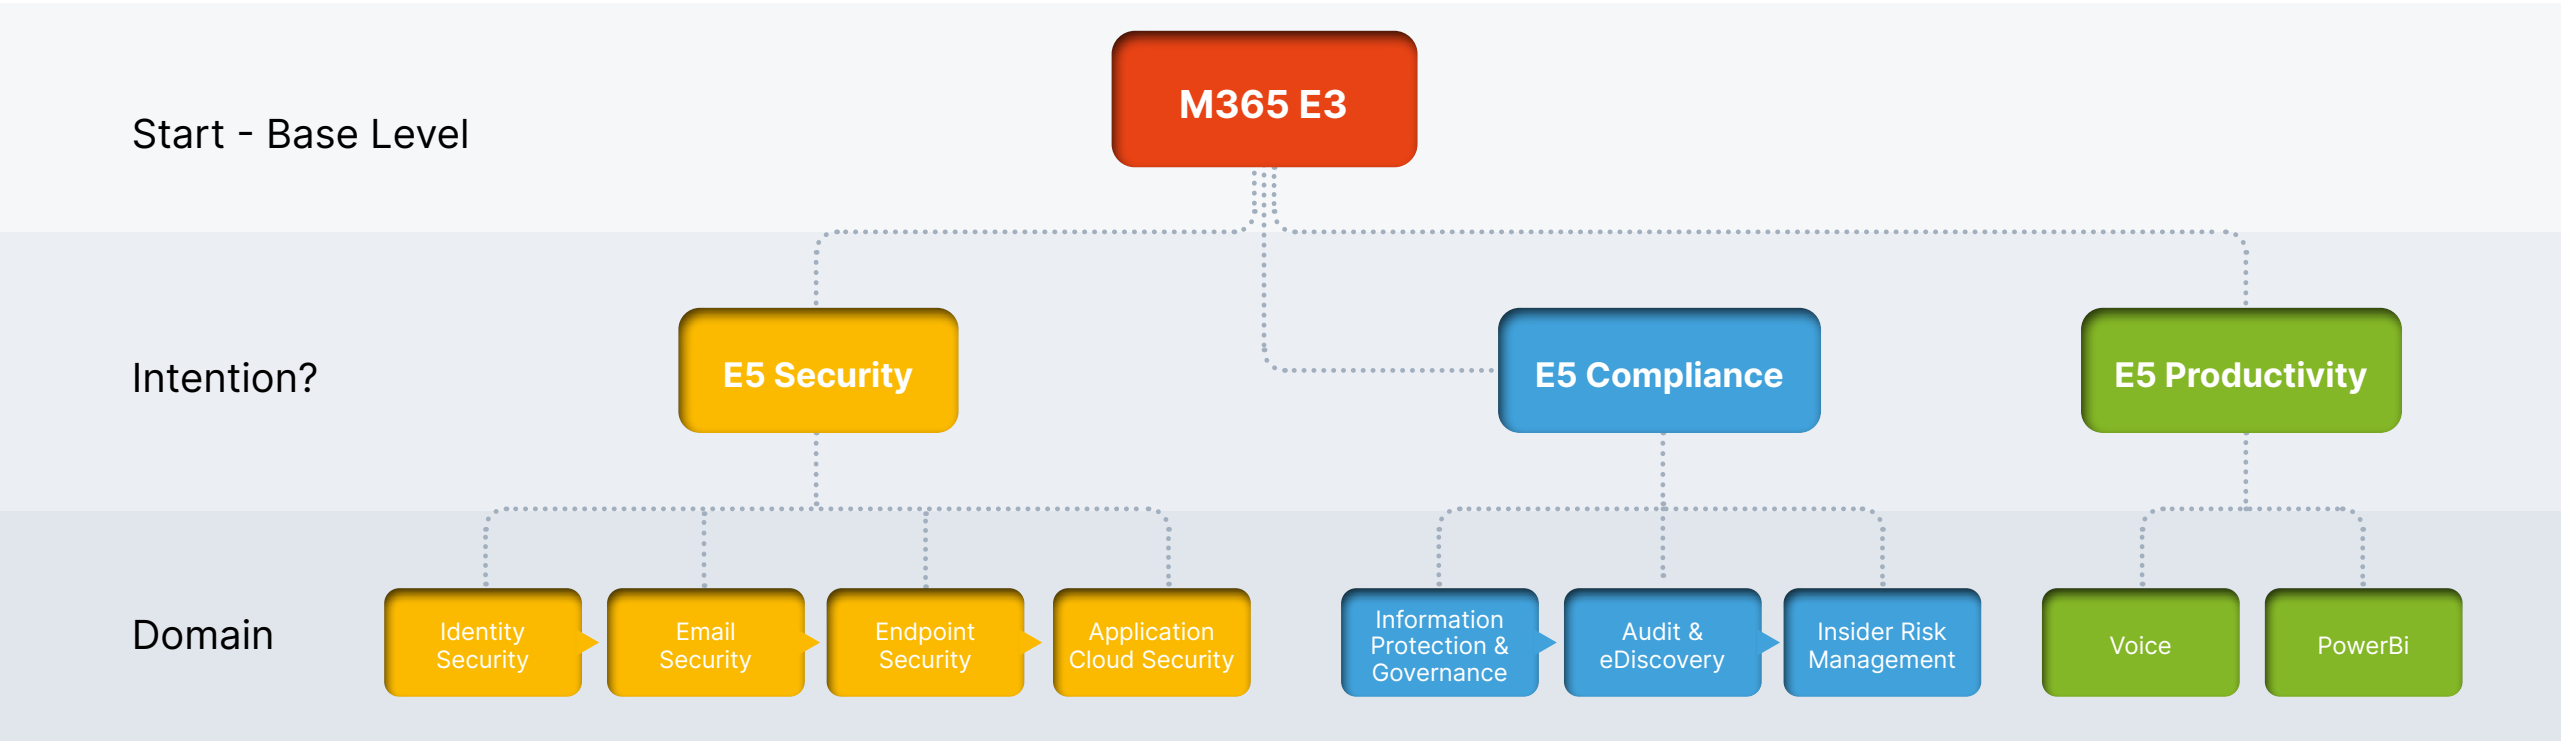 M365 E3
Start - Base Level
Intention?
E5 Security
E5 Compliance
E5 Productivity
Domain
Identity
Security
Email
Security
Endpoint
Security
Application
Cloud Security
Information
Protection &
Governance
Audit &
eDiscovery
Insider Risk
Management
Voice
PowerBi